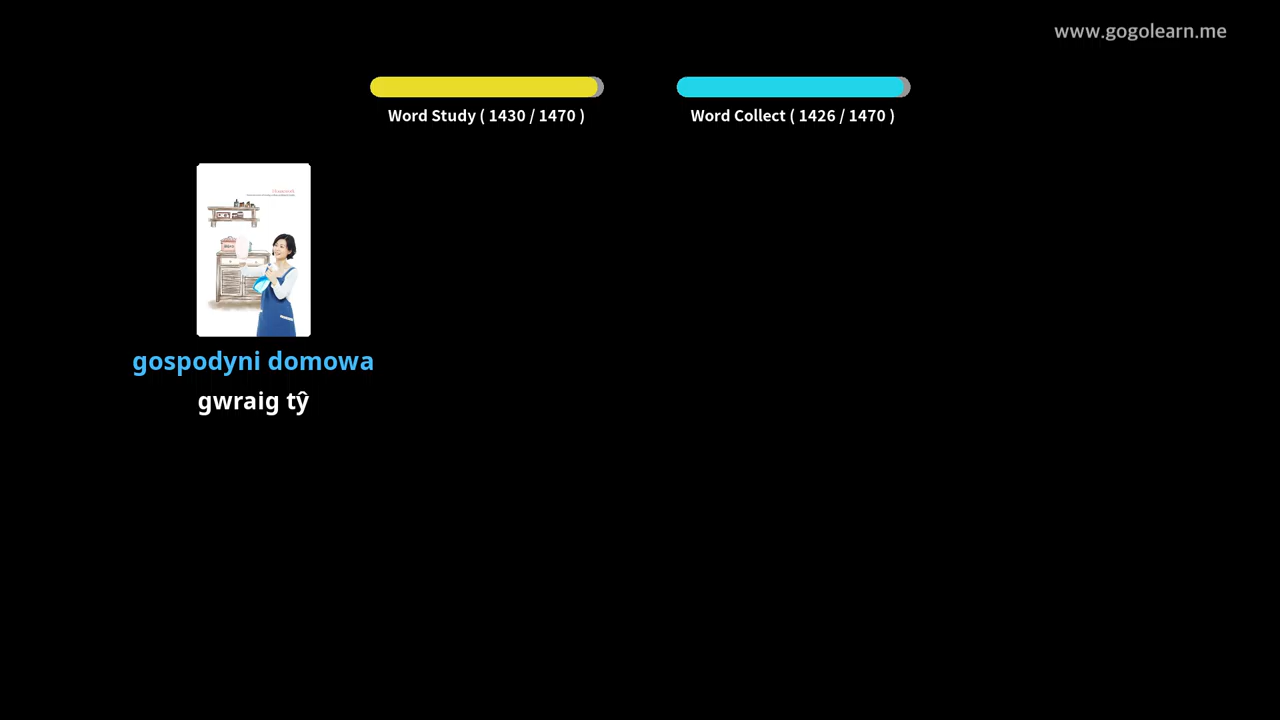 www.gogolearn.me
Word Study ( 1430 / 1470 )
Word Collect ( 1426 / 1470 )
gospodyni domowa
gwraig tŷ